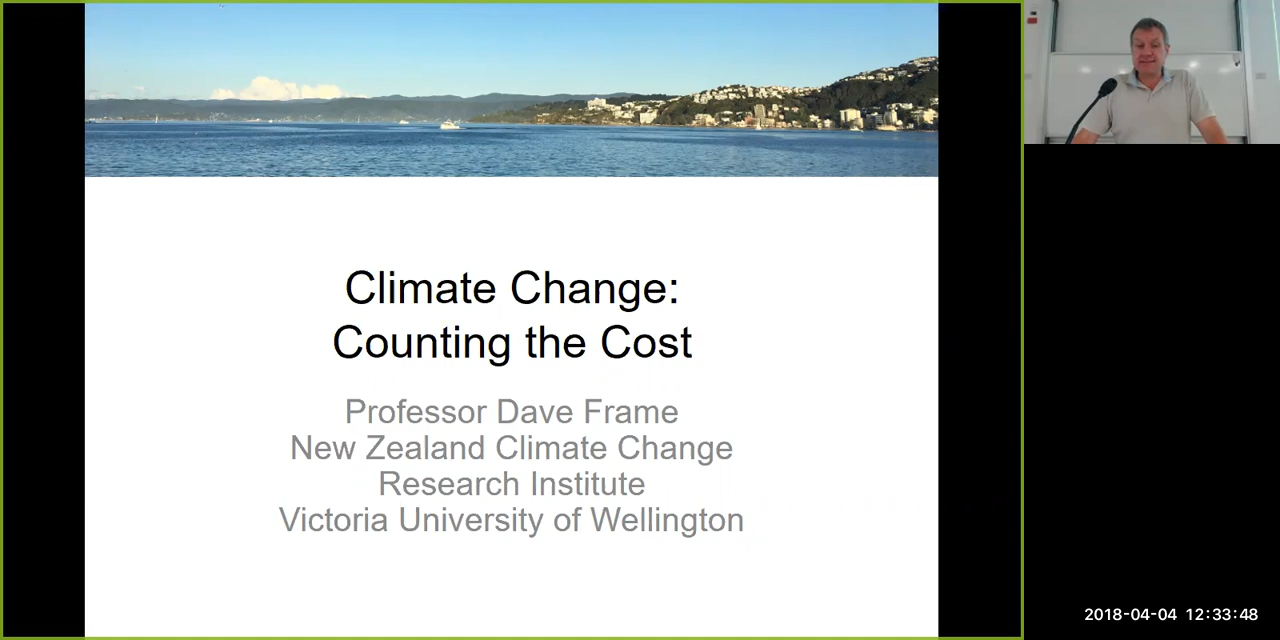 Climate Change:
Counting the Cost
Professor Dave Frame
New Zealand Climate Change
Research Institute
Victoria University of Wellington
2018-04-04 12:33:48